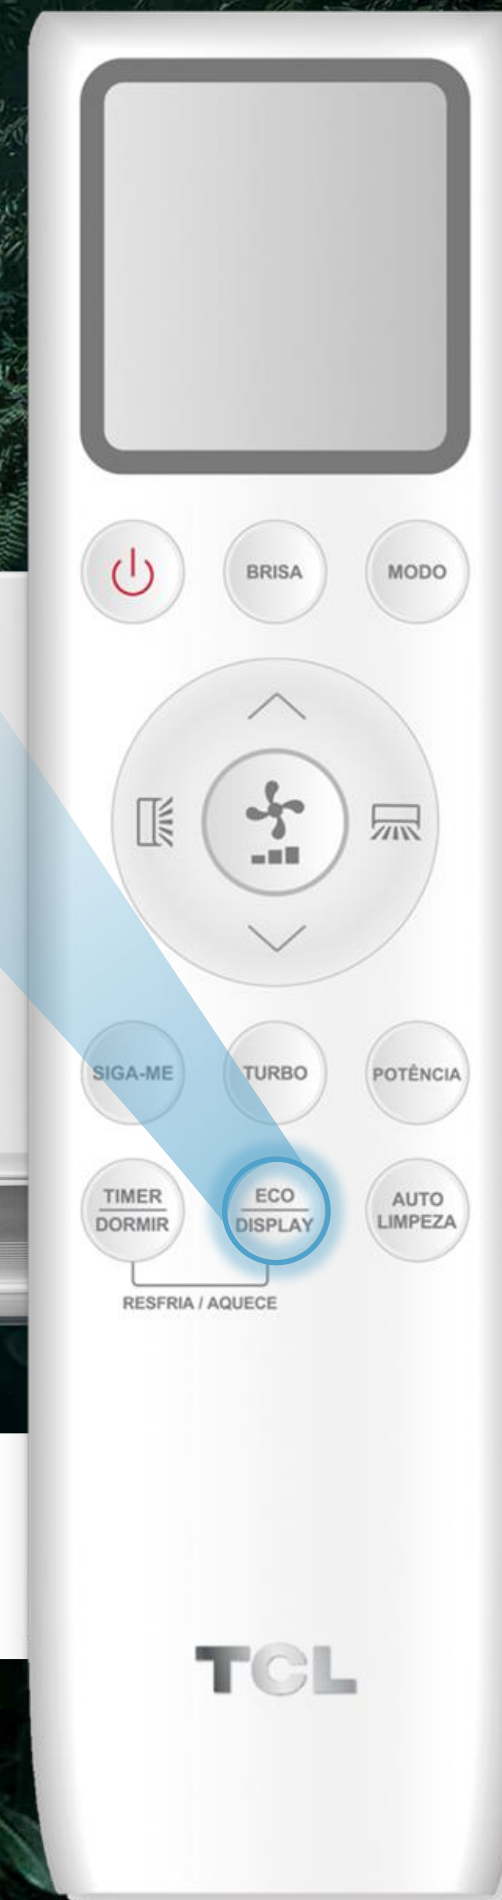 BRISA
MODO
SIGA-ME
TURBO
POTÊNCIA
TIMER
DORMIR
ECO
DISPLAY
AUTO
LIMPEZA
RESFRIA / AQUECE
TCL